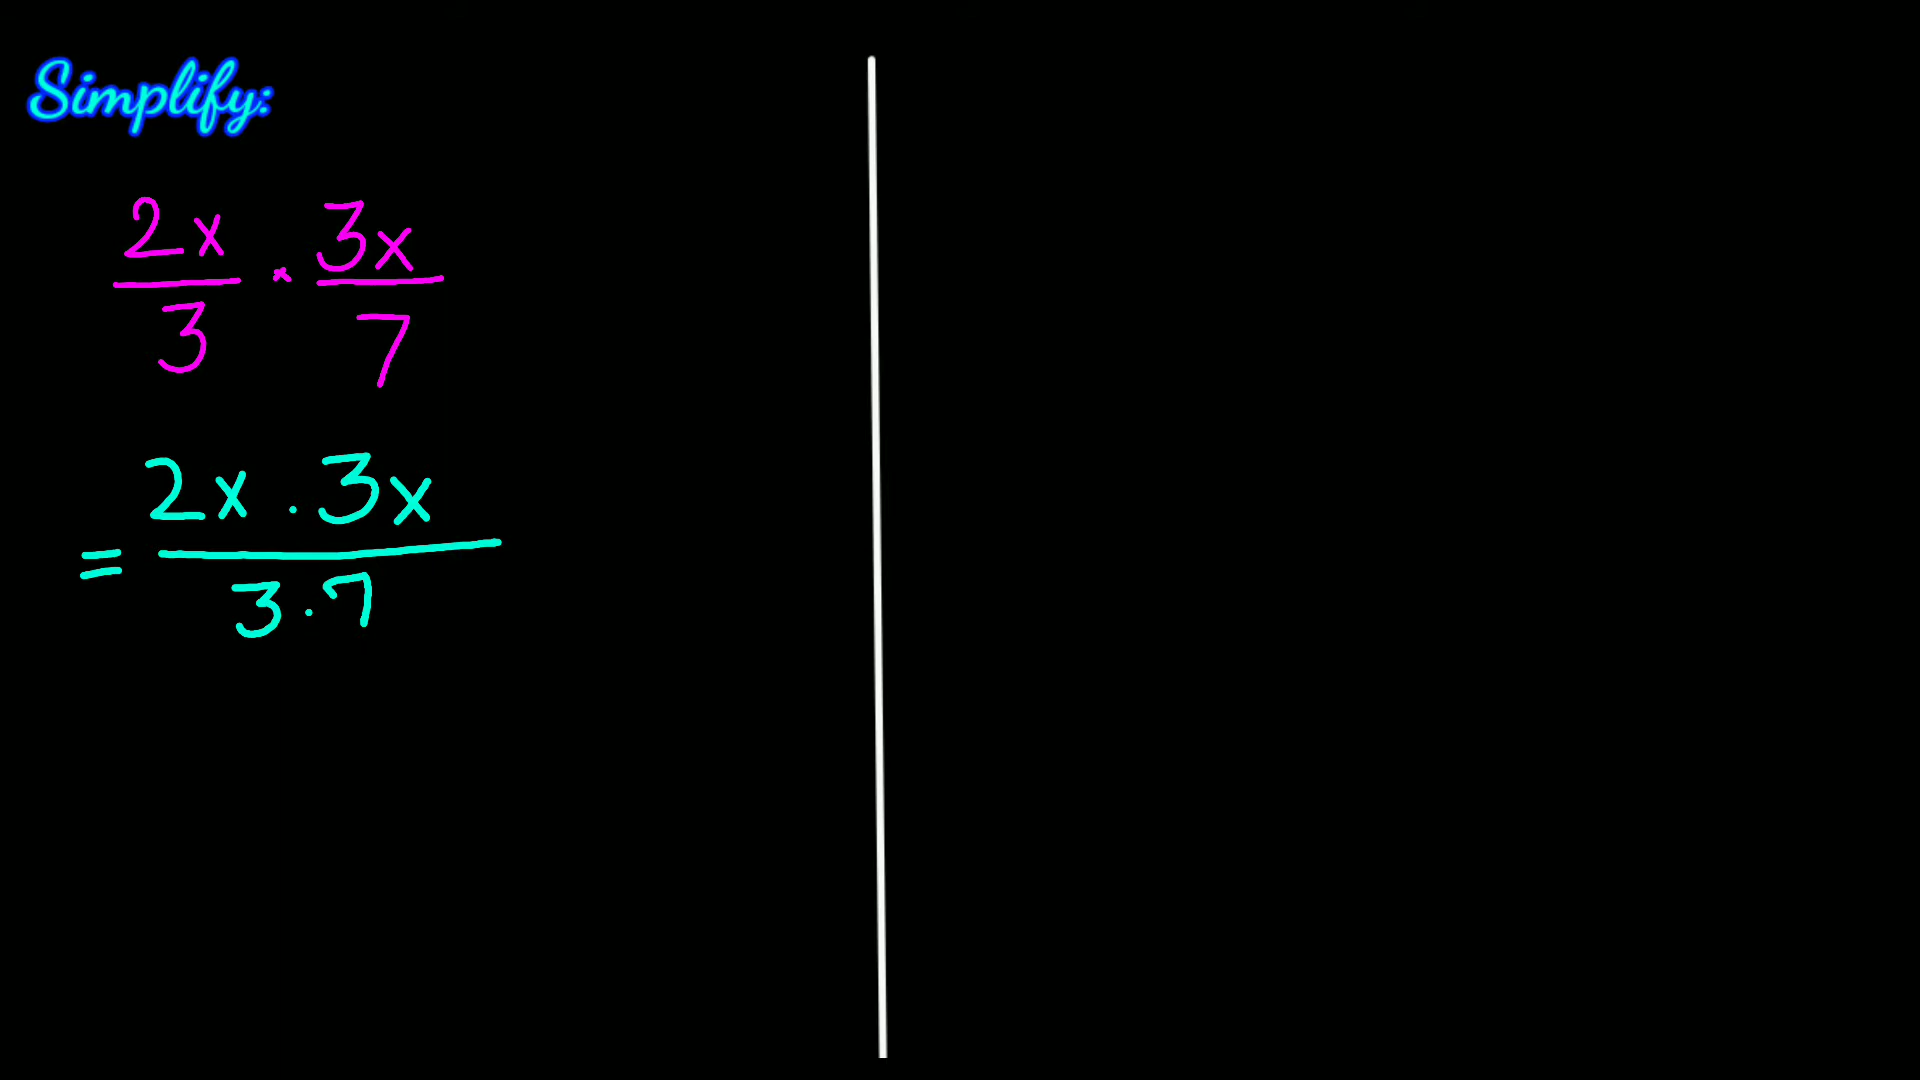 Simplify:
2x/3 × 3x/7
= 2x . 3x / 3 . 7